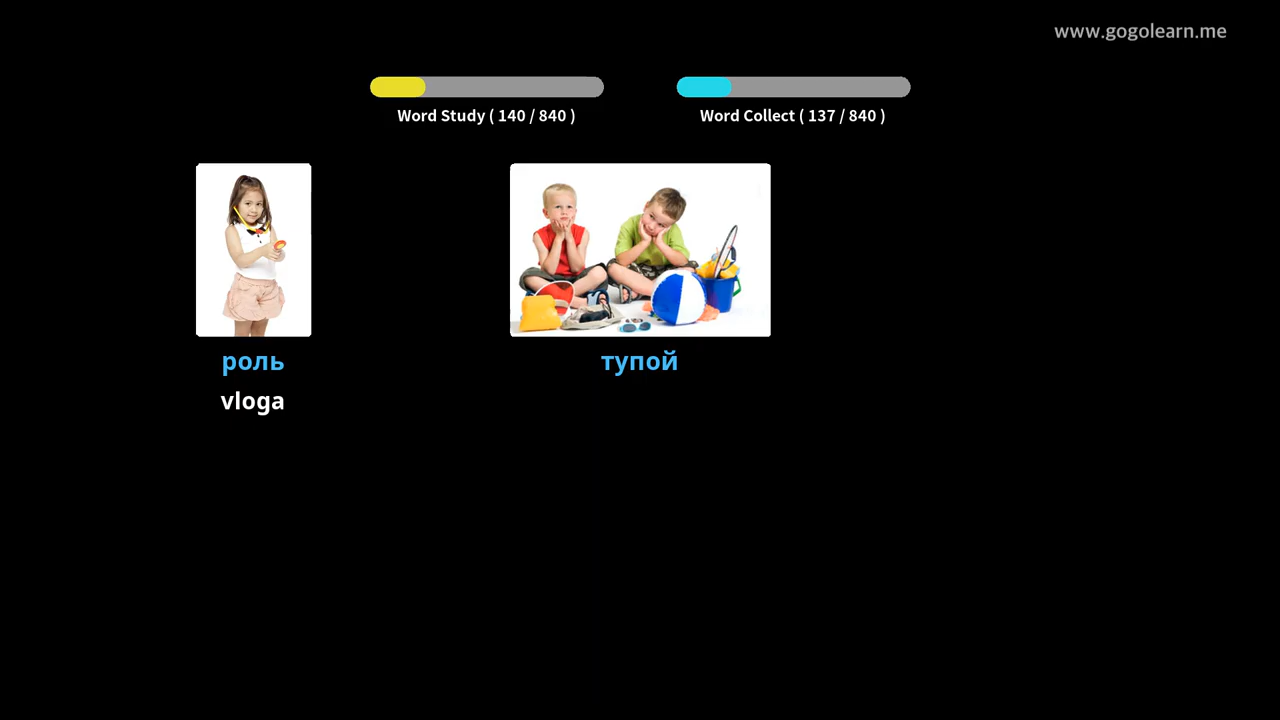 www.gogolearn.me
Word Study ( 140 / 840 )
Word Collect ( 137 / 840 )
роль
vloga
тупой